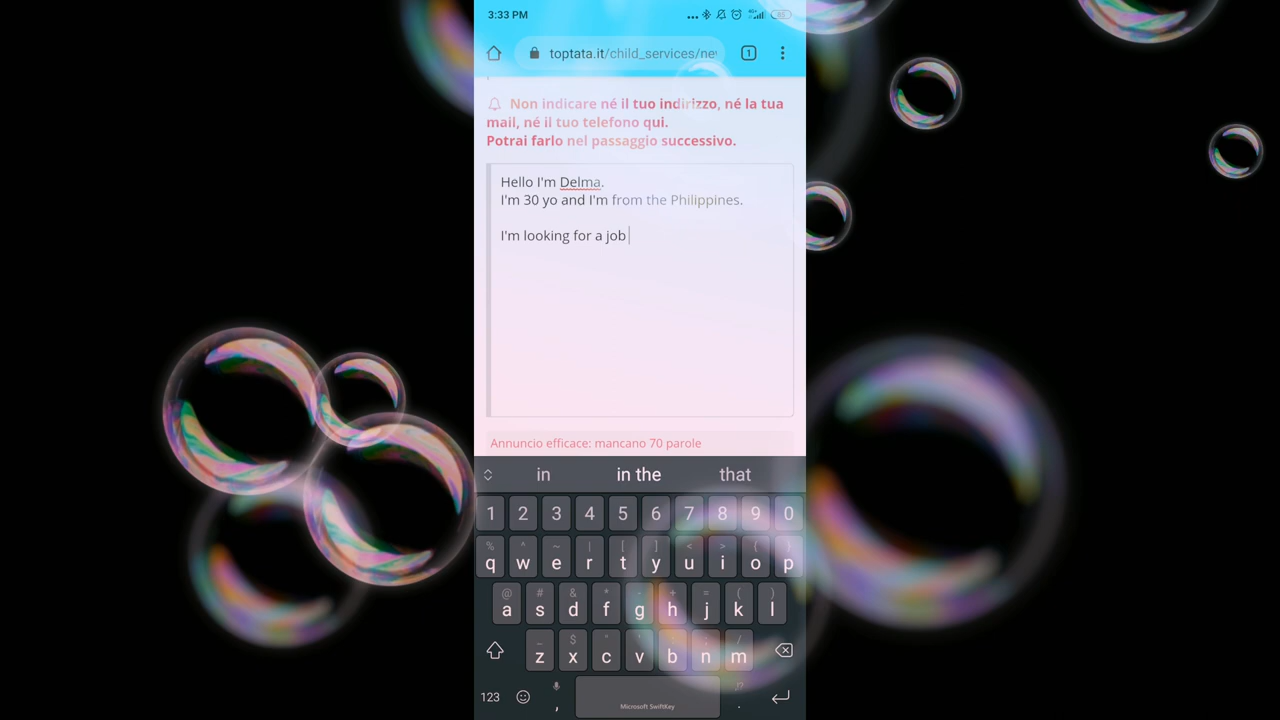 3:33 PM
85
toptata.it/child_services/ne
1
Non indicare né il tuo indirizzo, né la tua
mail, né il tuo telefono qui.
Potrai farlo nel passaggio successivo.
Hello I'm Delma.
I'm 30 yo and I'm from the Philippines.
I'm looking for a job
Annuncio efficace: mancano 70 parole
in in the that
1 2 3 4 5 6 7 8 9 0
% ^ ~ | [ ] < > { }
q w e r t y u i o p
@ # & * - + = ( )
a s d f g h j k l
_ $ " ' : ; /
z x c v b n m
123 , .
!?
Microsoft SwiftKey